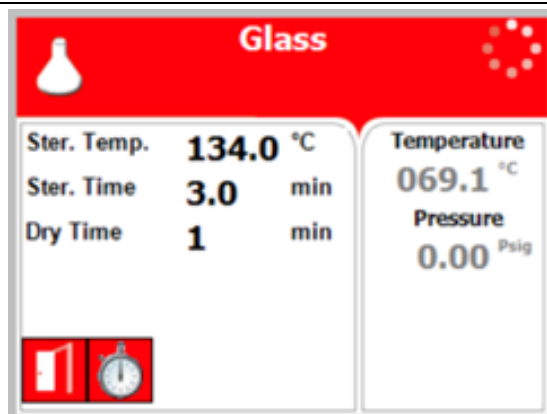 Glass
Ster. Temp. 134.0 °C
Ster. Time 3.0 min
Dry Time 1 min
Temperature
069.1 °C
Pressure
0.00 Psig